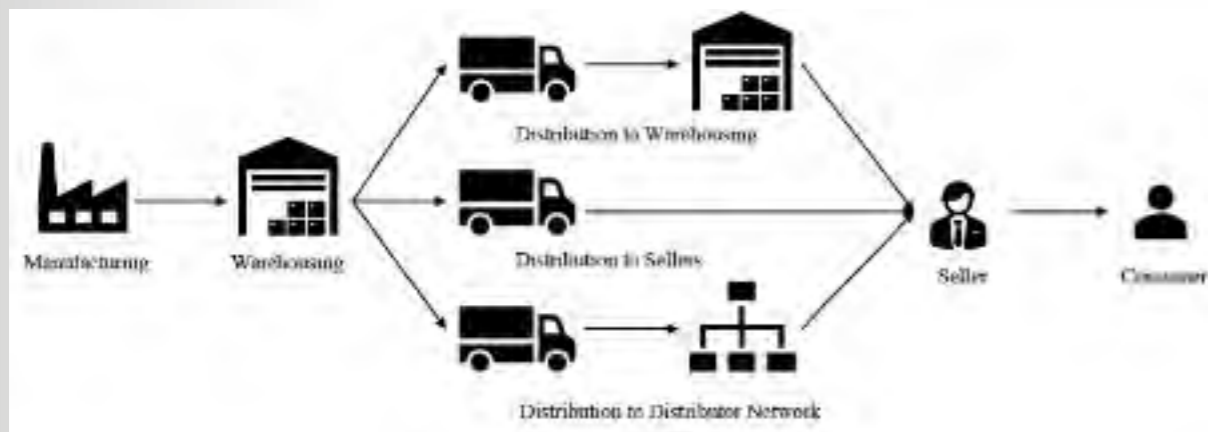 Distribution to Warehousing
Manufacturing
Warehousing
Distribution to Sellers
Seller
Consumer
Distribution to Distributor Network